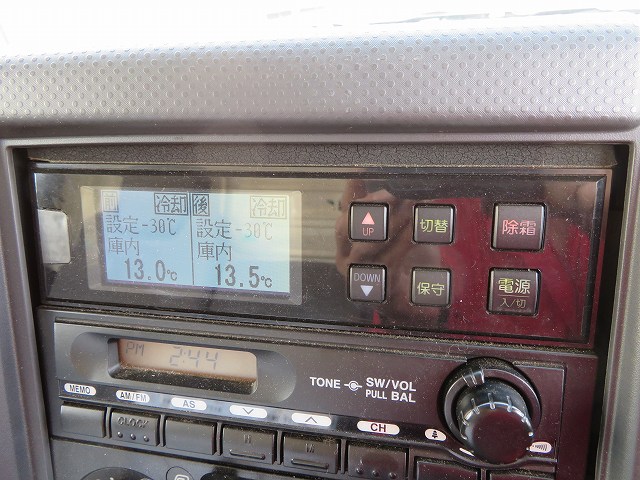 前 冷却 後 冷却
設定-30℃ 設定-30℃
庫内 庫内
13.0℃ 13.5℃
UP
切替
除霜
DOWN
保守
電源
入/切
PM 2:44
TONE SW/VOL
PULL BAL
MEMO
AM/FM
AS
CH
CLOCK
H
M